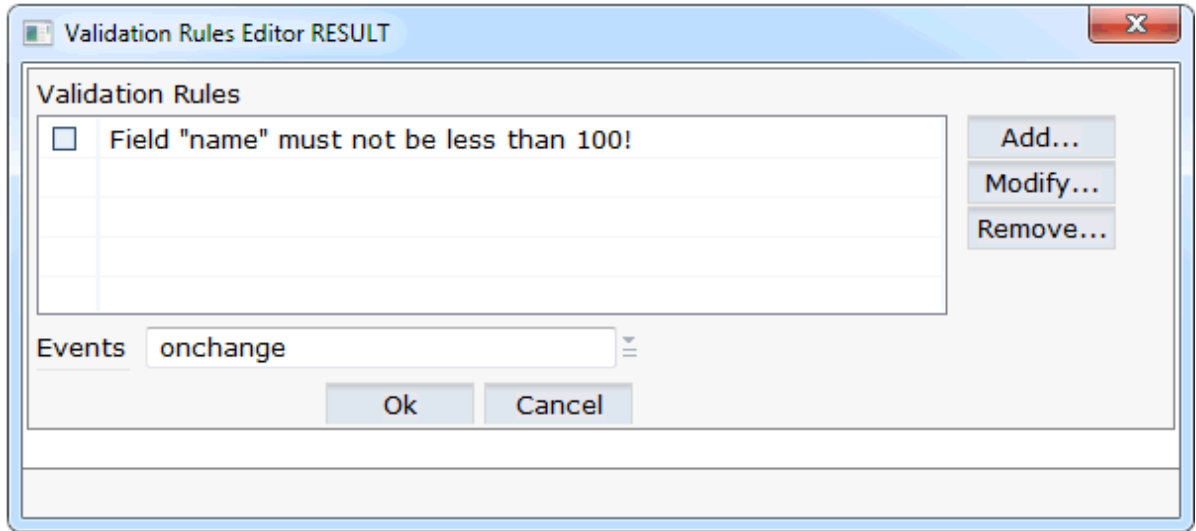 Validation Rules Editor RESULT
Validation Rules
Field "name" must not be less than 100!
Add...
Modify...
Remove...
Events onchange
Ok Cancel